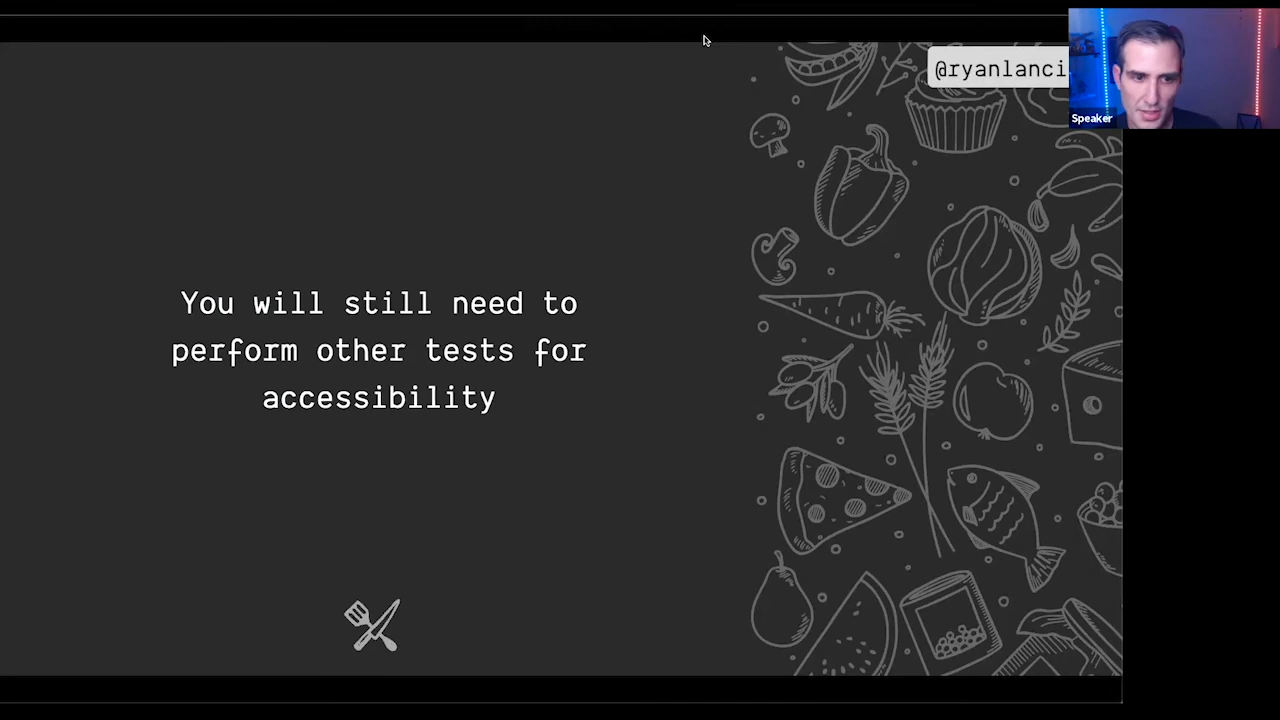 @ryanlanci
Speaker
You will still need to
perform other tests for
accessibility